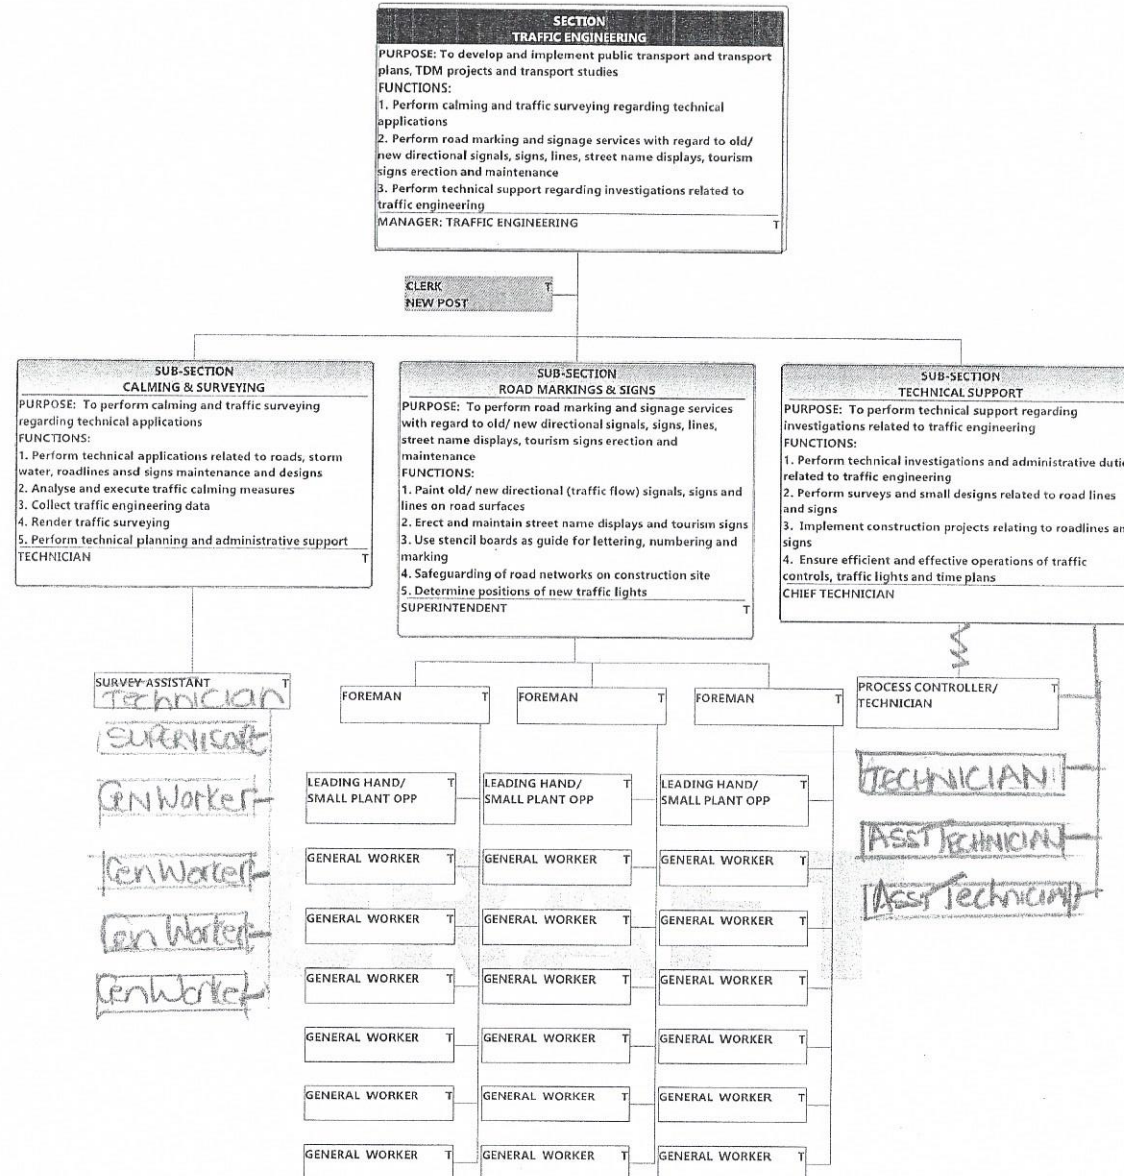 SECTION
TRAFFIC ENGINEERING
PURPOSE: To develop and implement public transport and transport
plans, TDM projects and transport studies
FUNCTIONS:
1. Perform calming and traffic surveying regarding technical
applications
2. Perform road marking and signage services with regard to old/
new directional signals, signs, lines, street name displays, tourism
signs erection and maintenance
3. Perform technical support regarding investigations related to
traffic engineering
MANAGER: TRAFFIC ENGINEERING T
CLERK T
NEW POST
SUB-SECTION
CALMING & SURVEYING
PURPOSE: To perform calming and traffic surveying
regarding technical applications
FUNCTIONS:
1. Perform technical applications related to roads, storm
water, roadlines ansd signs maintenance and designs
2. Analyse and execute traffic calming measures
3. Collect traffic engineering data
4. Render traffic surveying
5. Perform technical planning and administrative support
TECHNICIAN T
SURVEY ASSISTANT T
Technician
SUPERVISOR
GEN Worker
Gen Worker
Gen Worker
Gen Worker
SUB-SECTION
ROAD MARKINGS & SIGNS
PURPOSE: To perform road marking and signage services
with regard to old/ new directional signals, signs, lines,
street name displays, tourism signs erection and
maintenance
FUNCTIONS:
1. Paint old/ new directional (traffic flow) signals, signs and
lines on road surfaces
2. Erect and maintain street name displays and tourism signs
3. Use stencil boards as guide for lettering, numbering and
marking
4. Safeguarding of road networks on construction site
5. Determine positions of new traffic lights
SUPERINTENDENT T
FOREMAN T
LEADING HAND/ T
SMALL PLANT OPP
GENERAL WORKER T
GENERAL WORKER T
GENERAL WORKER T
GENERAL WORKER T
GENERAL WORKER T
GENERAL WORKER T
FOREMAN T
LEADING HAND/ T
SMALL PLANT OPP
GENERAL WORKER T
GENERAL WORKER T
GENERAL WORKER T
GENERAL WORKER T
GENERAL WORKER T
GENERAL WORKER T
FOREMAN T
LEADING HAND/ T
SMALL PLANT OPP
GENERAL WORKER T
GENERAL WORKER T
GENERAL WORKER T
GENERAL WORKER T
GENERAL WORKER T
GENERAL WORKER T
SUB-SECTION
TECHNICAL SUPPORT
PURPOSE: To perform technical support regarding
investigations related to traffic engineering
FUNCTIONS:
1. Perform technical investigations and administrative dutie
related to traffic engineering
2. Perform surveys and small designs related to road lines
and signs
3. Implement construction projects relating to roadlines an
signs
4. Ensure efficient and effective operations of traffic
controls, traffic lights and time plans
CHIEF TECHNICIAN
PROCESS CONTROLLER/ T
TECHNICIAN
TECHNICIAN
ASST TECHNICIAN
ASST Technician